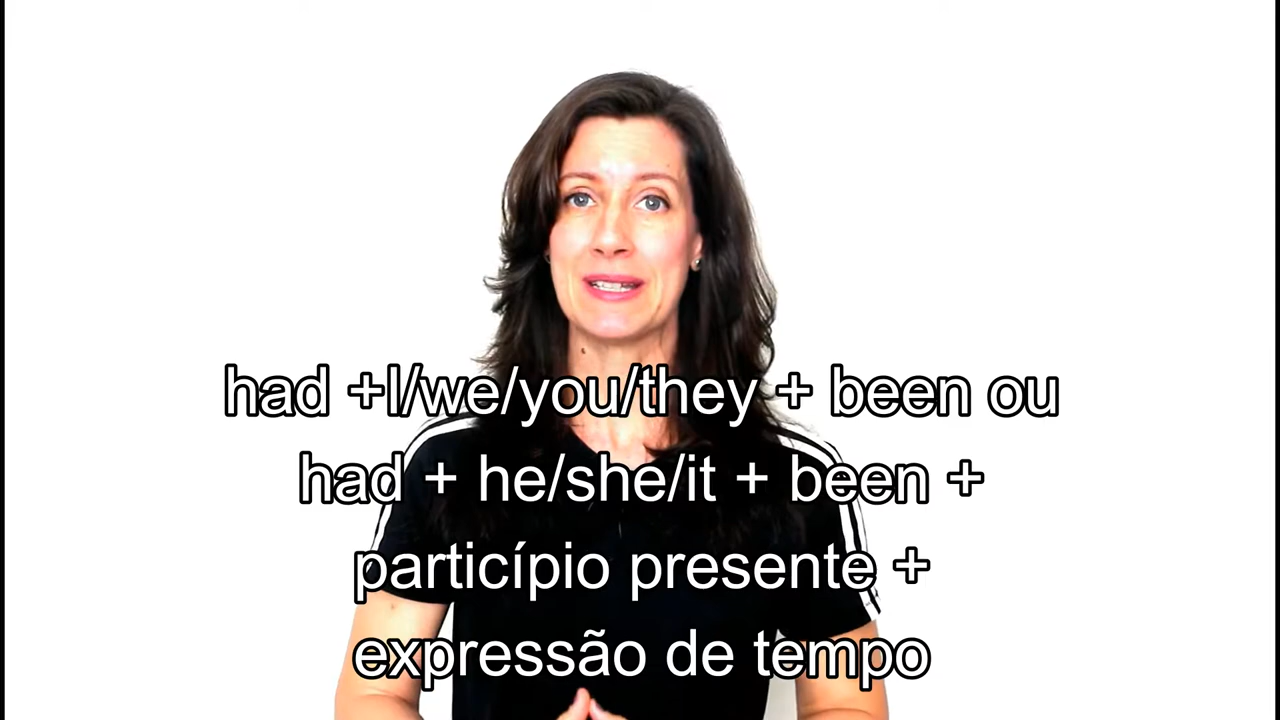 had +I/we/you/they + been ou
had + he/she/it + been +
particípio presente +
expressão de tempo